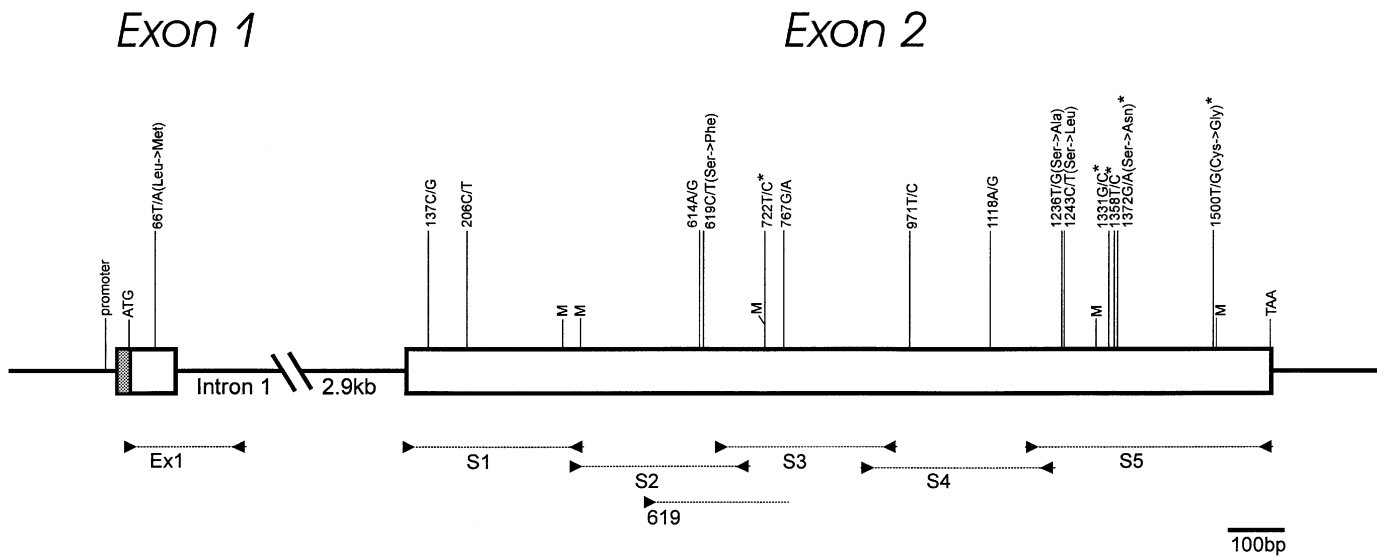 Exon 1
Exon 2
promoter
ATG
66T/A(Leu->Met)
137C/G
206C/T
M
M
614A/G
619C/T(Ser->Phe)
M
722T/C*
767G/A
971T/C
1118A/G
1236T/G(Ser->Ala)
1243C/T(Ser->Leu)
M
1331G/C*
1358T/C*
1372G/A(Ser->Asn)*
1500T/G(Cys->Gly)*
M
TAA
Intron 1
2.9kb
Ex1
S1
S2
S3
S4
S5
619
100bp